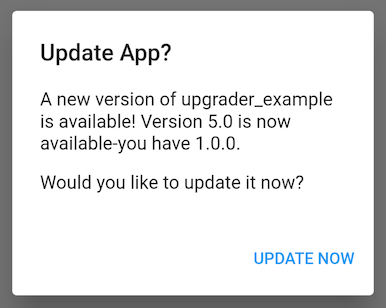 Update App?
A new version of upgrader_example
is available! Version 5.0 is now
available-you have 1.0.0.
Would you like to update it now?
UPDATE NOW